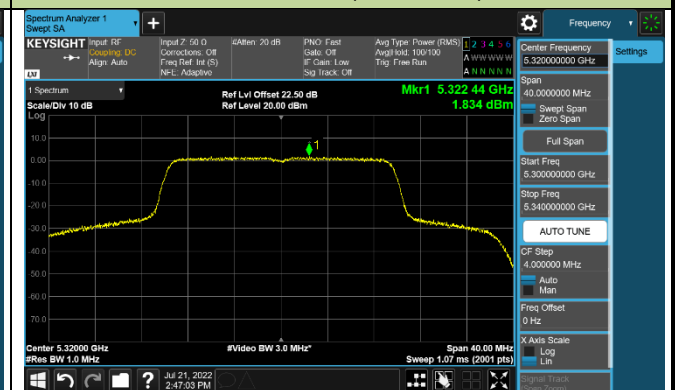 Spectrum Analyzer 1
Swept SA
Frequency
KEYSIGHT
Input: RF
Coupling: DC
Align: Auto
Input Z: 50 Ω
Corrections: Off
Freq Ref: Int (S)
NFE: Adaptive
#Atten: 20 dB
PNO: Fast
Gate: Off
IF Gain: Low
Sig Track: Off
Avg Type: Power (RMS)
Avg|Hold: 100/100
Trig: Free Run
1 2 3 4 5 6
A W W W W W
A N N N N N
LXI
Center Frequency
5.320000000 GHz
Settings
1 Spectrum
Scale/Div 10 dB
Log
Ref Lvl Offset 22.50 dB
Ref Level 20.00 dBm
Mkr1 5.322 44 GHz
1.834 dBm
Span
40.0000000 MHz
Swept Span
Zero Span
Full Span
Start Freq
5.300000000 GHz
Stop Freq
5.340000000 GHz
AUTO TUNE
CF Step
4.000000 MHz
Auto
Man
Freq Offset
0 Hz
X Axis Scale
Log
Lin
Signal Track
(Span Zoom)
10.0
0.00
-10.0
-20.0
-30.0
-40.0
-50.0
-60.0
-70.0
1
Center 5.32000 GHz
#Res BW 1.0 MHz
#Video BW 3.0 MHz*
Span 40.00 MHz
Sweep 1.07 ms (2001 pts)
?
Jul 21, 2022
2:47:03 PM